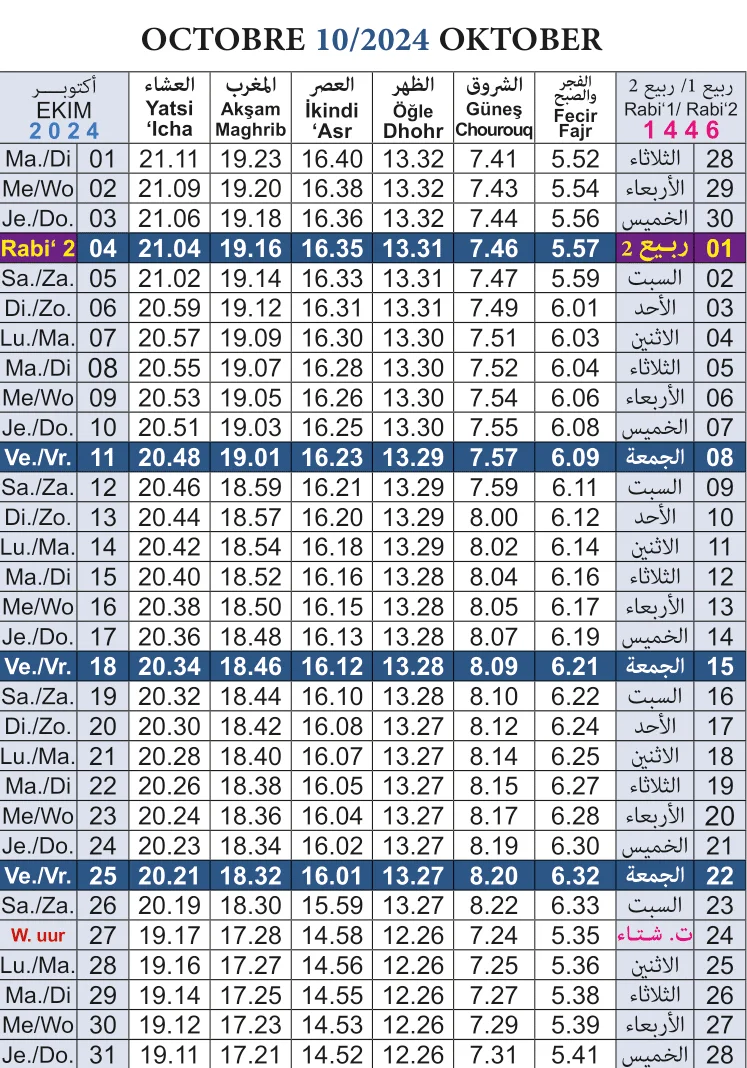 OCTOBRE 10/2024 OKTOBER
أكتوبــر العشاء المغرب العصر الظهر الشروق الفجر والصبح ربيع 1/ ربيع 2
EKIM Yatsi Akşam İkindi Öğle Güneş Fecir Rabi‘1/ Rabi‘2
2024 ‘Icha Maghrib ‘Asr Dhohr Chourouq Fajr 1446
Ma./Di 01 21.11 19.23 16.40 13.32 7.41 5.52 الثلاثاء 28
Me/Wo 02 21.09 19.20 16.38 13.32 7.43 5.54 الأربعاء 29
Je./Do. 03 21.06 19.18 16.36 13.32 7.44 5.56 الخميس 30
Rabi‘ 2 04 21.04 19.16 16.35 13.31 7.46 5.57 ربيع 2 01
Sa./Za. 05 21.02 19.14 16.33 13.31 7.47 5.59 السبت 02
Di./Zo. 06 20.59 19.12 16.31 13.31 7.49 6.01 الأحد 03
Lu./Ma. 07 20.57 19.09 16.30 13.30 7.51 6.03 الاثنين 04
Ma./Di 08 20.55 19.07 16.28 13.30 7.52 6.04 الثلاثاء 05
Me/Wo 09 20.53 19.05 16.26 13.30 7.54 6.06 الأربعاء 06
Je./Do. 10 20.51 19.03 16.25 13.30 7.55 6.08 الخميس 07
Ve./Vr. 11 20.48 19.01 16.23 13.29 7.57 6.09 الجمعة 08
Sa./Za. 12 20.46 18.59 16.21 13.29 7.59 6.11 السبت 09
Di./Zo. 13 20.44 18.57 16.20 13.29 8.00 6.12 الأحد 10
Lu./Ma. 14 20.42 18.54 16.18 13.29 8.02 6.14 الاثنين 11
Ma./Di 15 20.40 18.52 16.16 13.28 8.04 6.16 الثلاثاء 12
Me/Wo 16 20.38 18.50 16.15 13.28 8.05 6.17 الأربعاء 13
Je./Do. 17 20.36 18.48 16.13 13.28 8.07 6.19 الخميس 14
Ve./Vr. 18 20.34 18.46 16.12 13.28 8.09 6.21 الجمعة 15
Sa./Za. 19 20.32 18.44 16.10 13.28 8.10 6.22 السبت 16
Di./Zo. 20 20.30 18.42 16.08 13.27 8.12 6.24 الأحد 17
Lu./Ma. 21 20.28 18.40 16.07 13.27 8.14 6.25 الاثنين 18
Ma./Di 22 20.26 18.38 16.05 13.27 8.15 6.27 الثلاثاء 19
Me/Wo 23 20.24 18.36 16.04 13.27 8.17 6.28 الأربعاء 20
Je./Do. 24 20.23 18.34 16.02 13.27 8.19 6.30 الخميس 21
Ve./Vr. 25 20.21 18.32 16.01 13.27 8.20 6.32 الجمعة 22
Sa./Za. 26 20.19 18.30 15.59 13.27 8.22 6.33 السبت 23
W. uur 27 19.17 17.28 14.58 12.26 7.24 5.35 ت. شـتـاء 24
Lu./Ma. 28 19.16 17.27 14.56 12.26 7.25 5.36 الاثنين 25
Ma./Di 29 19.14 17.25 14.55 12.26 7.27 5.38 الثلاثاء 26
Me/Wo 30 19.12 17.23 14.53 12.26 7.29 5.39 الأربعاء 27
Je./Do. 31 19.11 17.21 14.52 12.26 7.31 5.41 الخميس 28